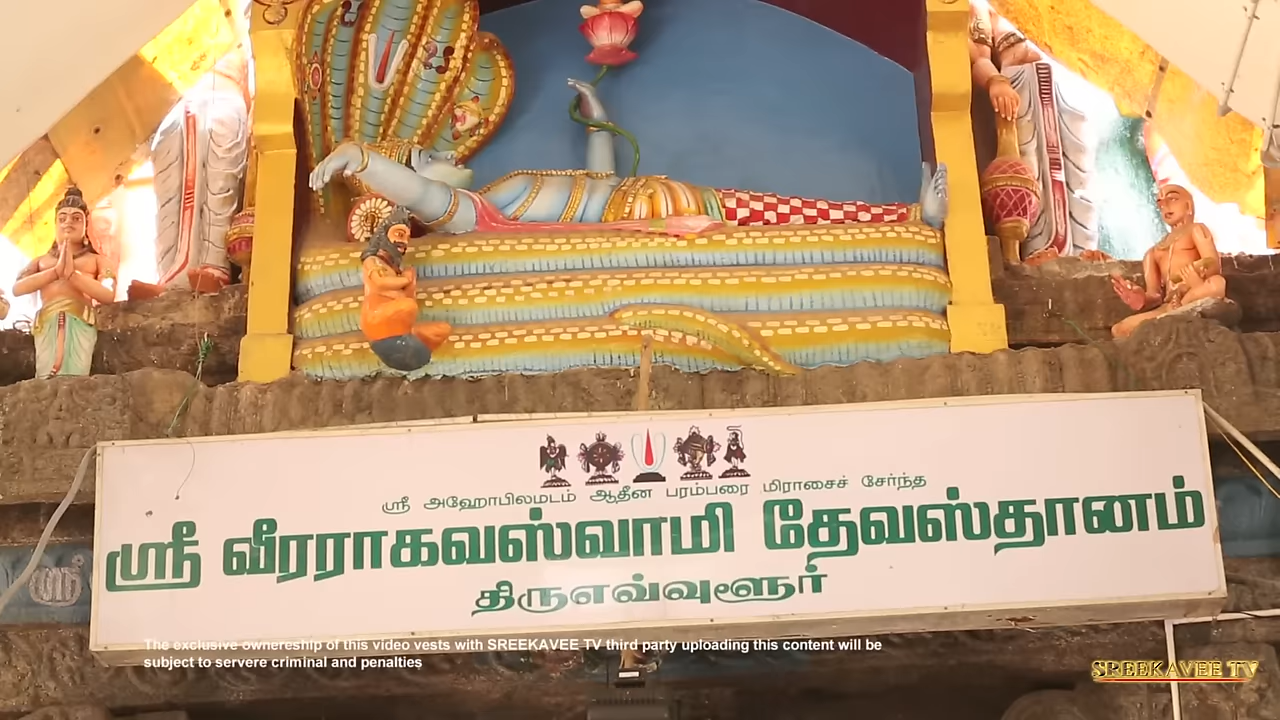 ஸ்ரீ அஹோபிலமடம் ஆதீன பரம்பரை மிராசைச் சேர்ந்த
ஸ்ரீ வீரராகவஸ்வாமி தேவஸ்தானம்
திருஎவ்வுளூர்
ஸ்ரீ
The exclusive ownereship of this video vests with SREEKAVEE TV third party uploading this content will be
subject to servere criminal and penalties
SREEKAVEE TV